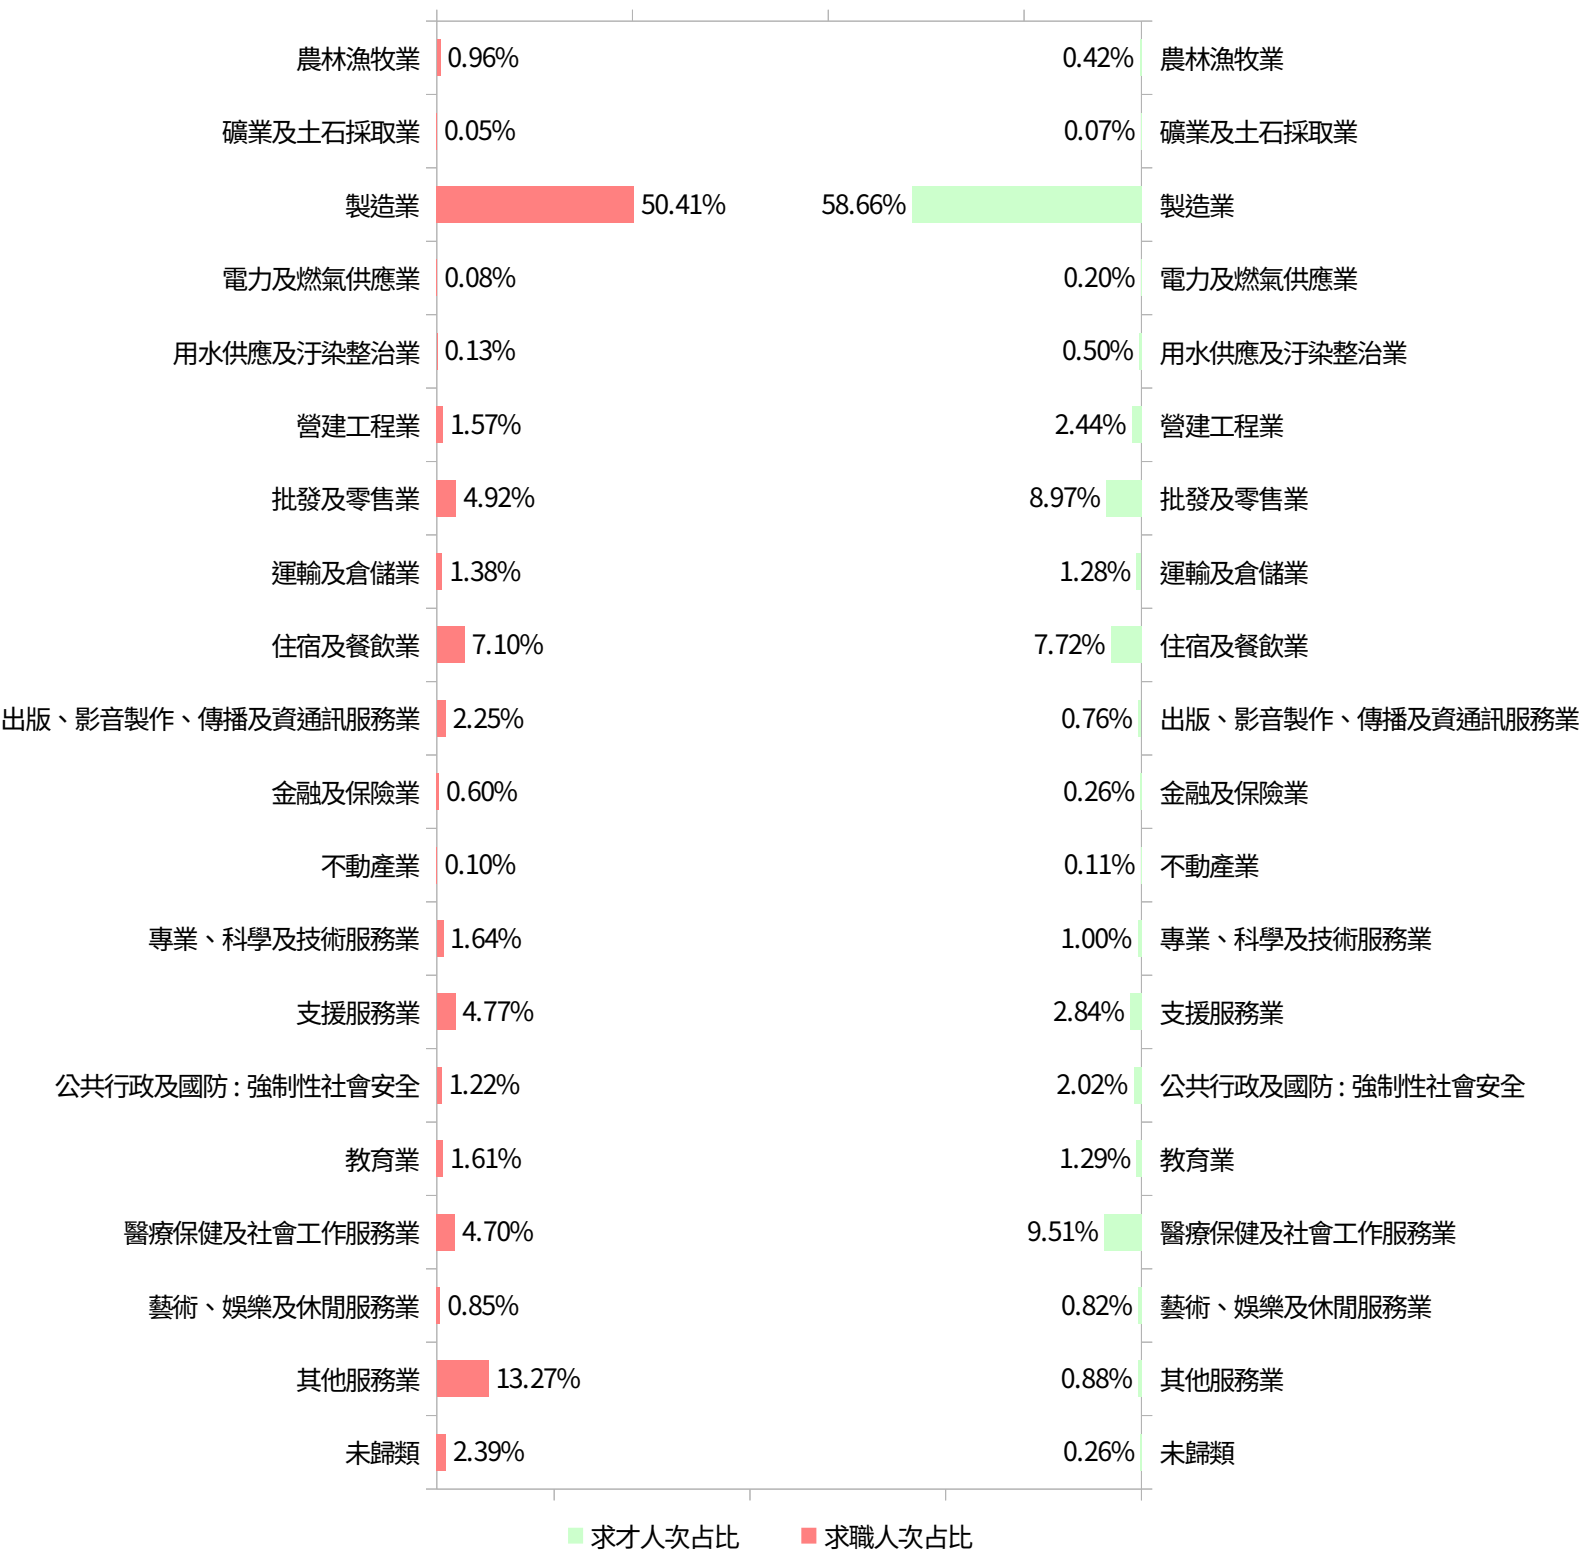 農林漁牧業 0.96% 0.42% 農林漁牧業
礦業及土石採取業 0.05% 0.07% 礦業及土石採取業
製造業 50.41% 58.66% 製造業
電力及燃氣供應業 0.08% 0.20% 電力及燃氣供應業
用水供應及汙染整治業 0.13% 0.50% 用水供應及汙染整治業
營建工程業 1.57% 2.44% 營建工程業
批發及零售業 4.92% 8.97% 批發及零售業
運輸及倉儲業 1.38% 1.28% 運輸及倉儲業
住宿及餐飲業 7.10% 7.72% 住宿及餐飲業
出版、影音製作、傳播及資通訊服務業 2.25% 0.76% 出版、影音製作、傳播及資通訊服務業
金融及保險業 0.60% 0.26% 金融及保險業
不動產業 0.10% 0.11% 不動產業
專業、科學及技術服務業 1.64% 1.00% 專業、科學及技術服務業
支援服務業 4.77% 2.84% 支援服務業
公共行政及國防：強制性社會安全 1.22% 2.02% 公共行政及國防：強制性社會安全
教育業 1.61% 1.29% 教育業
醫療保健及社會工作服務業 4.70% 9.51% 醫療保健及社會工作服務業
藝術、娛樂及休閒服務業 0.85% 0.82% 藝術、娛樂及休閒服務業
其他服務業 13.27% 0.88% 其他服務業
未歸類 2.39% 0.26% 未歸類
求才人次占比 求職人次占比